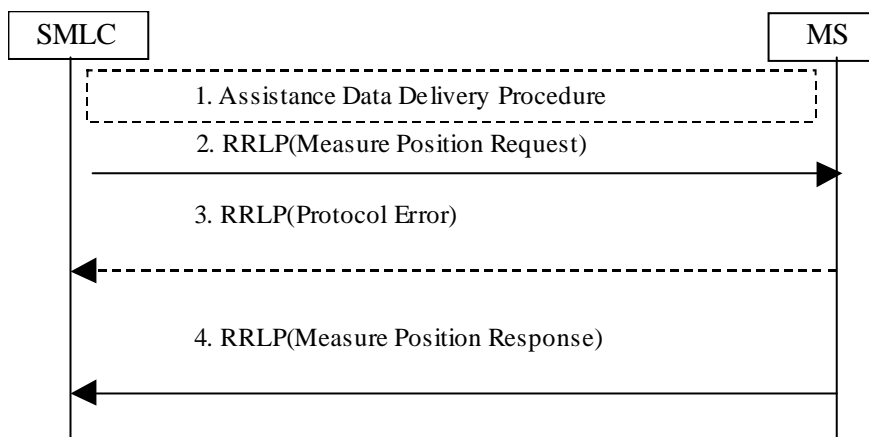 SMLC
MS
1. Assistance Data Delivery Procedure
2. RRLP(Measure Position Request)
3. RRLP(Protocol Error)
4. RRLP(Measure Position Response)